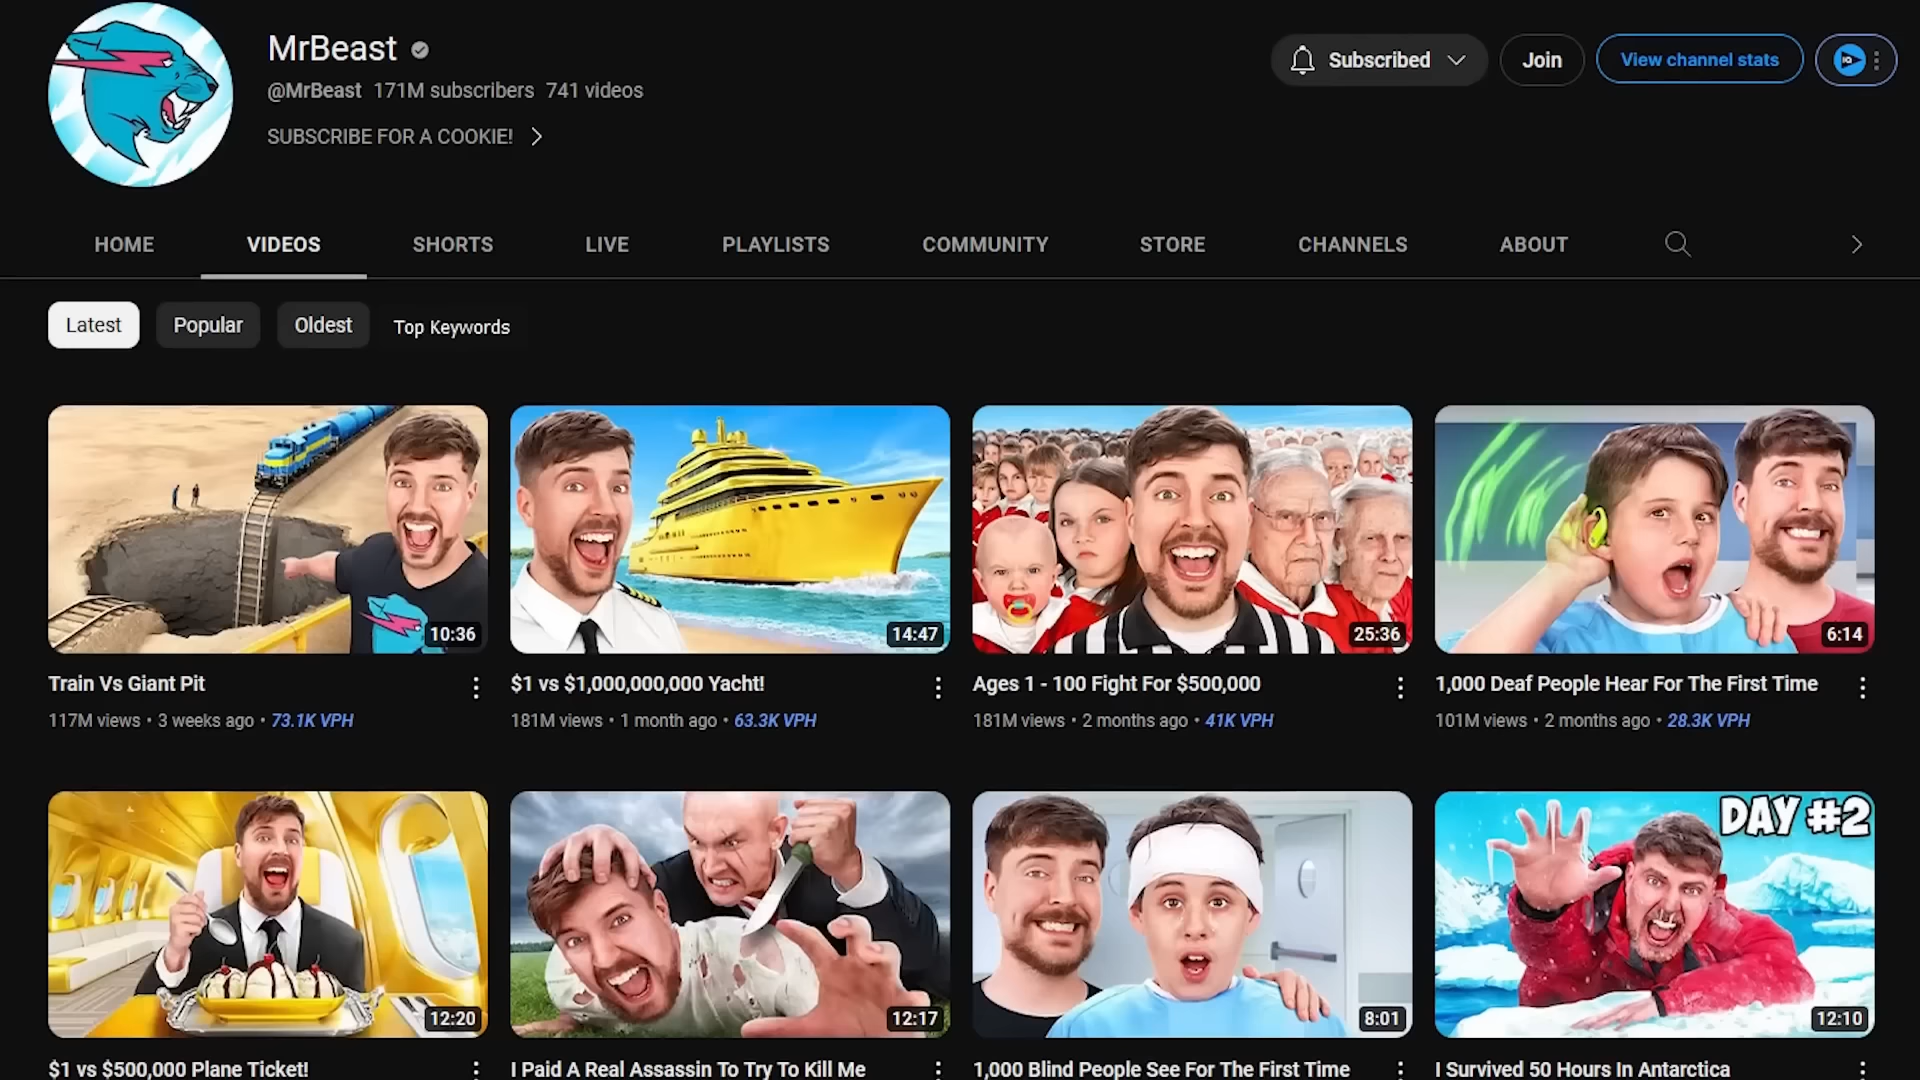 MrBeast
@MrBeast 171M subscribers 741 videos
SUBSCRIBE FOR A COOKIE!
Subscribed
Join
View channel stats
IQ
HOME
VIDEOS
SHORTS
LIVE
PLAYLISTS
COMMUNITY
STORE
CHANNELS
ABOUT
Latest
Popular
Oldest
Top Keywords
10:36
14:47
25:36
6:14
Train Vs Giant Pit
117M views • 3 weeks ago • 73.1K VPH
$1 vs $1,000,000,000 Yacht!
181M views • 1 month ago • 63.3K VPH
Ages 1 - 100 Fight For $500,000
181M views • 2 months ago • 41K VPH
1,000 Deaf People Hear For The First Time
101M views • 2 months ago • 28.3K VPH
DAY #2
12:20
12:17
8:01
12:10
$1 vs $500,000 Plane Ticket!
I Paid A Real Assassin To Try To Kill Me
1,000 Blind People See For The First Time
I Survived 50 Hours In Antarctica